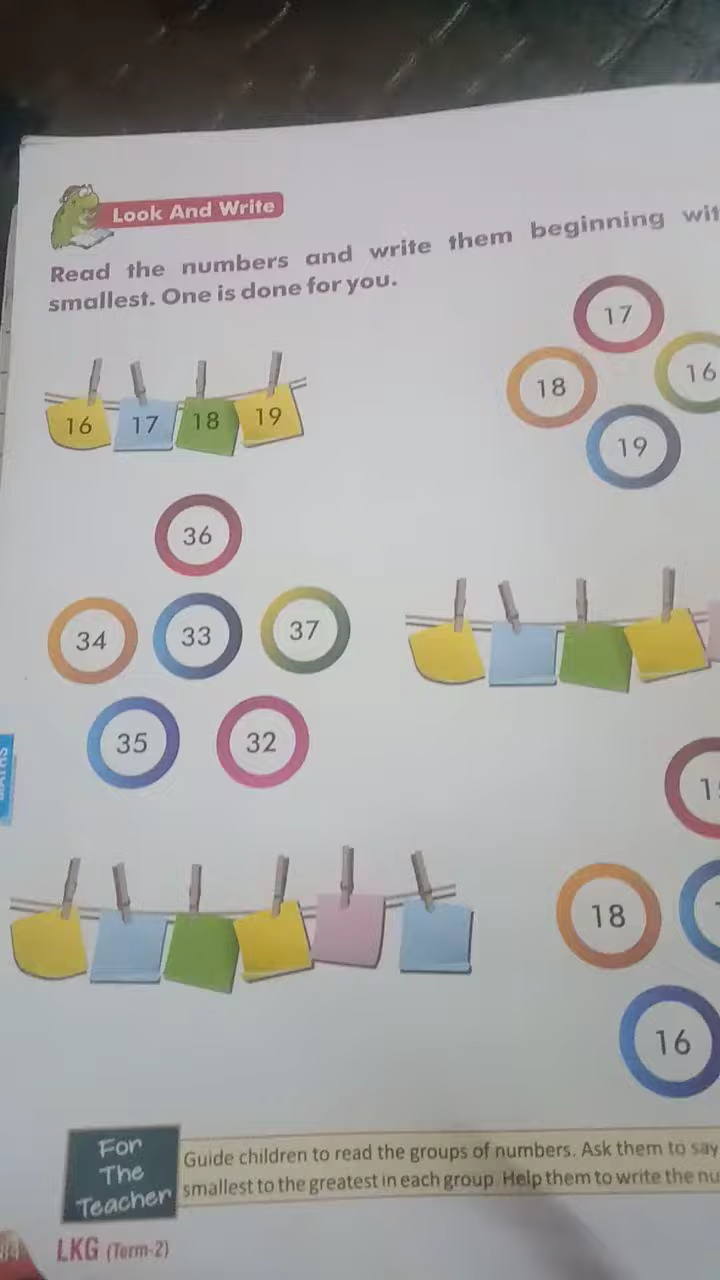 Look And Write
Read the numbers and write them beginning
smallest. One is done for you.
17
18
16
19
16 17 18 19
36
34 33 37
35 32
18
16
For
The
Teacher
Guide children to read the groups of numbers. Ask them to say
smallest to the greatest in each group. Help them to write the
LKG (Term-2)